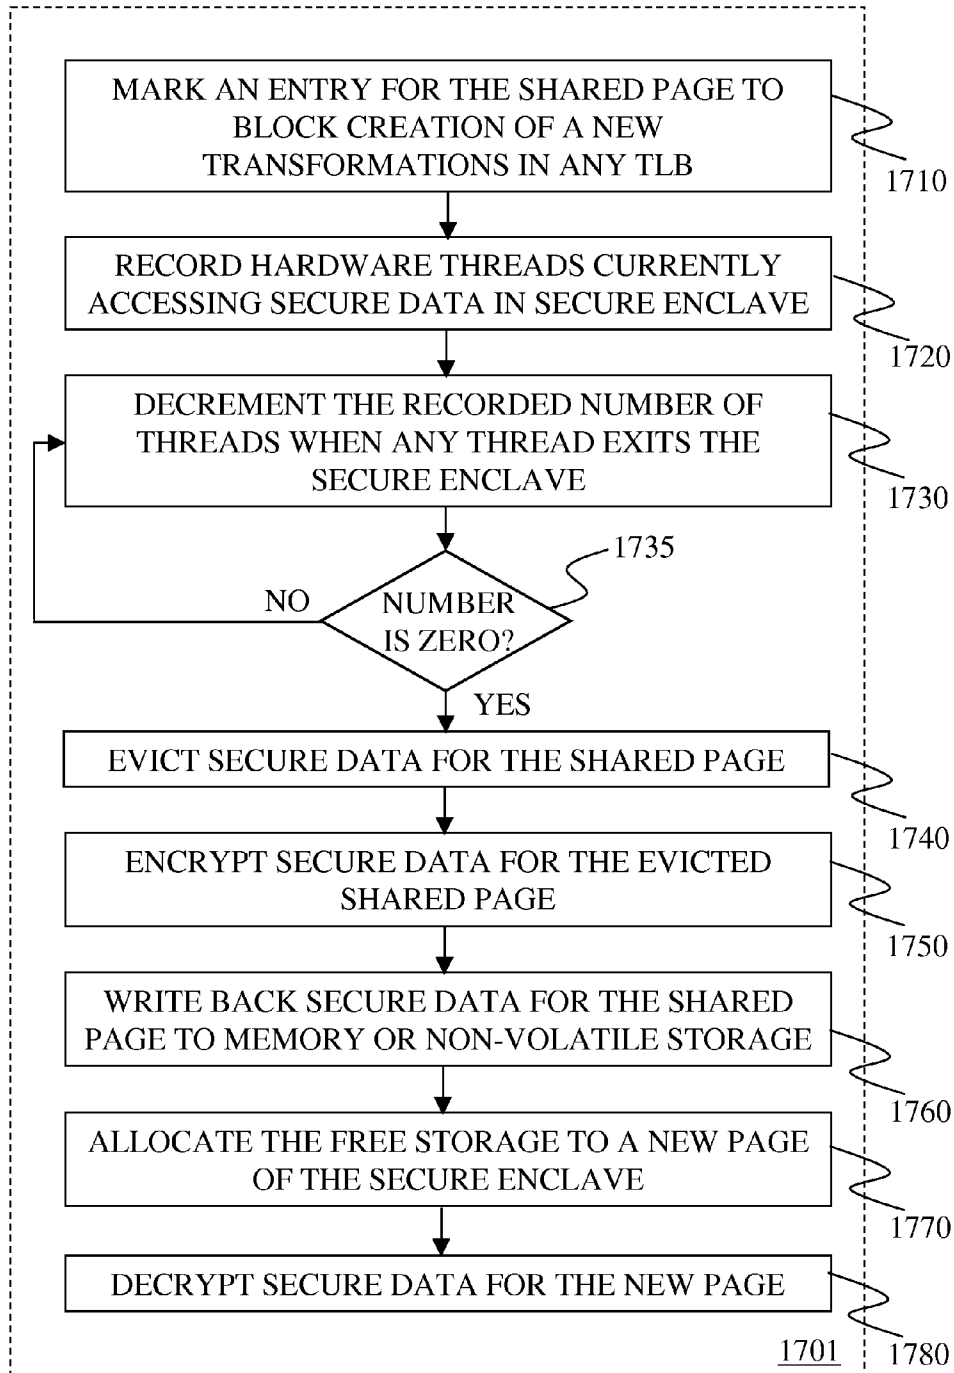 MARK AN ENTRY FOR THE SHARED PAGE TO
BLOCK CREATION OF A NEW
TRANSFORMATIONS IN ANY TLB
1710
RECORD HARDWARE THREADS CURRENTLY
ACCESSING SECURE DATA IN SECURE ENCLAVE
1720
DECREMENT THE RECORDED NUMBER OF
THREADS WHEN ANY THREAD EXITS THE
SECURE ENCLAVE
1730
1735
NO
NUMBER
IS ZERO?
YES
EVICT SECURE DATA FOR THE SHARED PAGE
1740
ENCRYPT SECURE DATA FOR THE EVICTED
SHARED PAGE
1750
WRITE BACK SECURE DATA FOR THE SHARED
PAGE TO MEMORY OR NON-VOLATILE STORAGE
1760
ALLOCATE THE FREE STORAGE TO A NEW PAGE
OF THE SECURE ENCLAVE
1770
DECRYPT SECURE DATA FOR THE NEW PAGE
1780
1701